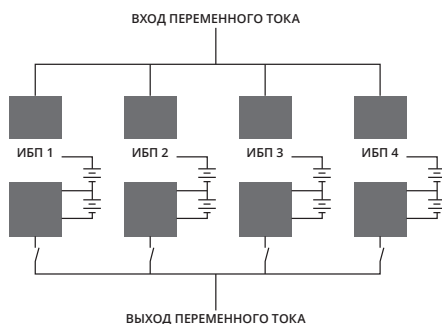 ВХОД ПЕРЕМЕННОГО ТОКА
ИБП 1
ИБП 2
ИБП 3
ИБП 4
ВЫХОД ПЕРЕМЕННОГО ТОКА